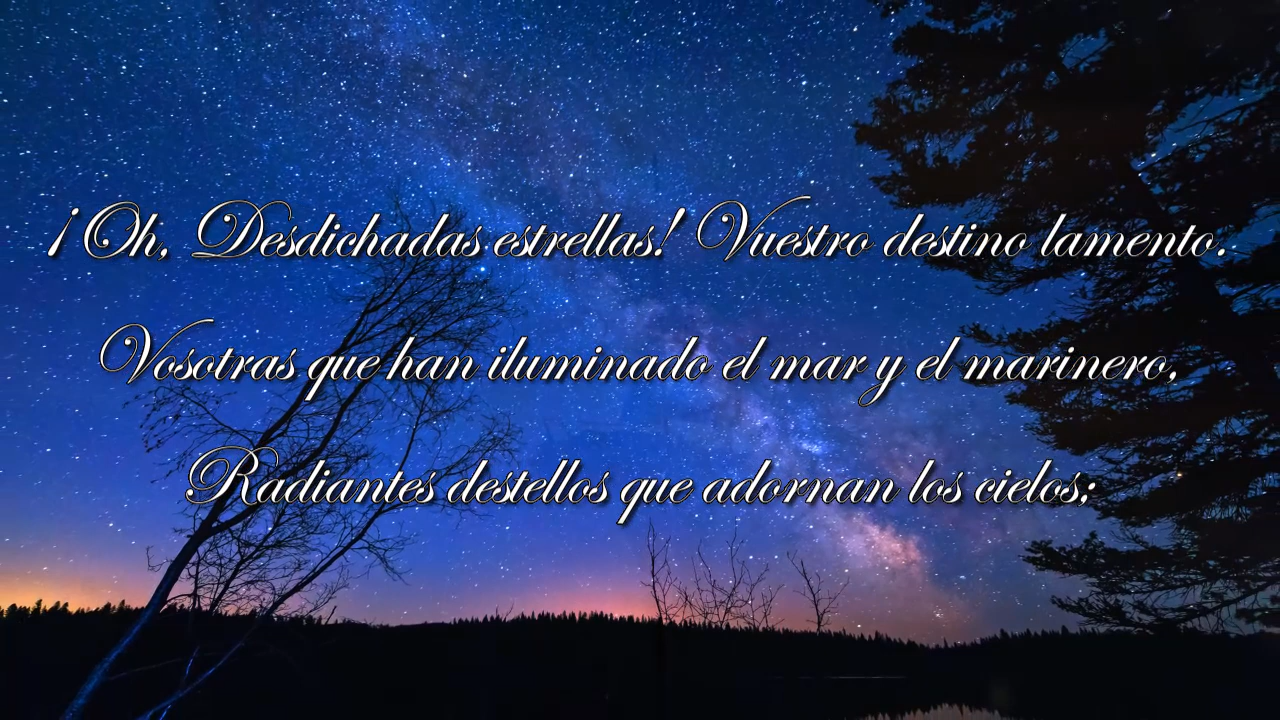 ¡Oh, Desdichadas estrellas! Vuestro destino lamento.
Vosotras que han iluminado el mar y el marinero,
Radiantes destellos que adornan los cielos;